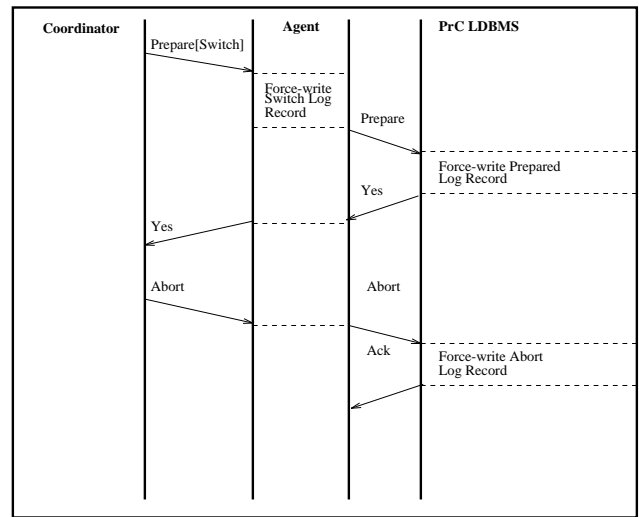 Coordinator
Agent
PrC LDBMS
Prepare[Switch]
Force-write
Switch Log
Record
Prepare
Force-write Prepared
Log Record
Yes
Yes
Abort
Abort
Ack
Force-write Abort
Log Record